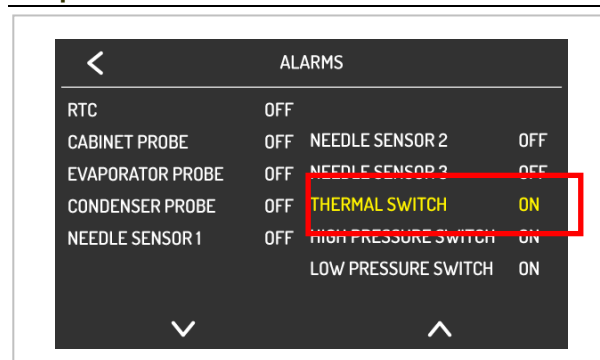 ALARMS
RTC OFF
CABINET PROBE OFF NEEDLE SENSOR 2 OFF
EVAPORATOR PROBE OFF NEEDLE SENSOR 3 OFF
CONDENSER PROBE OFF THERMAL SWITCH ON
NEEDLE SENSOR 1 OFF HIGH PRESSURE SWITCH ON
LOW PRESSURE SWITCH ON